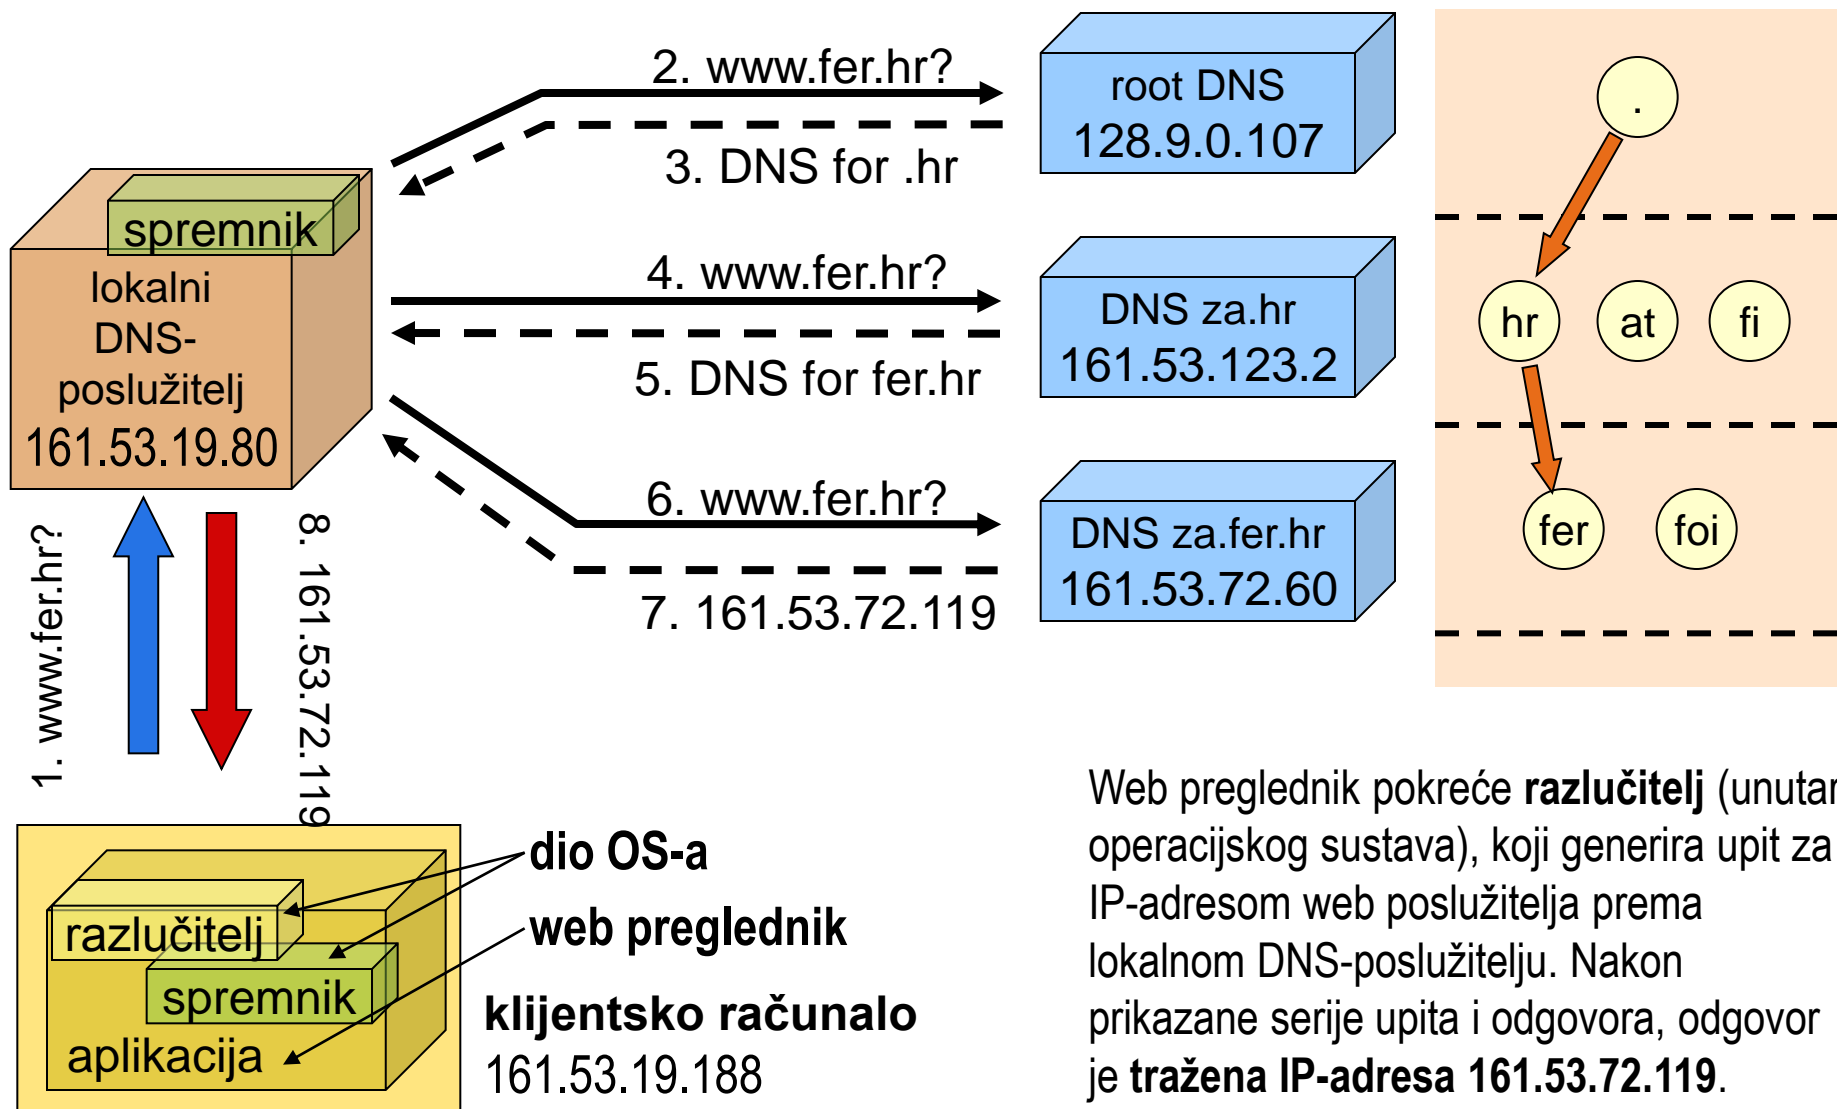 2. www.fer.hr?
3. DNS for .hr
root DNS
128.9.0.107
.
spremnik
lokalni
DNS-
poslužitelj
161.53.19.80
4. www.fer.hr?
5. DNS for fer.hr
DNS za.hr
161.53.123.2
hr
at
fi
6. www.fer.hr?
7. 161.53.72.119
DNS za.fer.hr
161.53.72.60
fer
foi
1. www.fer.hr?
8. 161.53.72.119
razlučitelj
spremnik
aplikacija
dio OS-a
web preglednik
klijentsko računalo
161.53.19.188
Web preglednik pokreće razlučitelj (unutar
operacijskog sustava), koji generira upit za
IP-adresom web poslužitelja prema
lokalnom DNS-poslužitelju. Nakon
prikazane serije upita i odgovora, odgovor
je tražena IP-adresa 161.53.72.119.